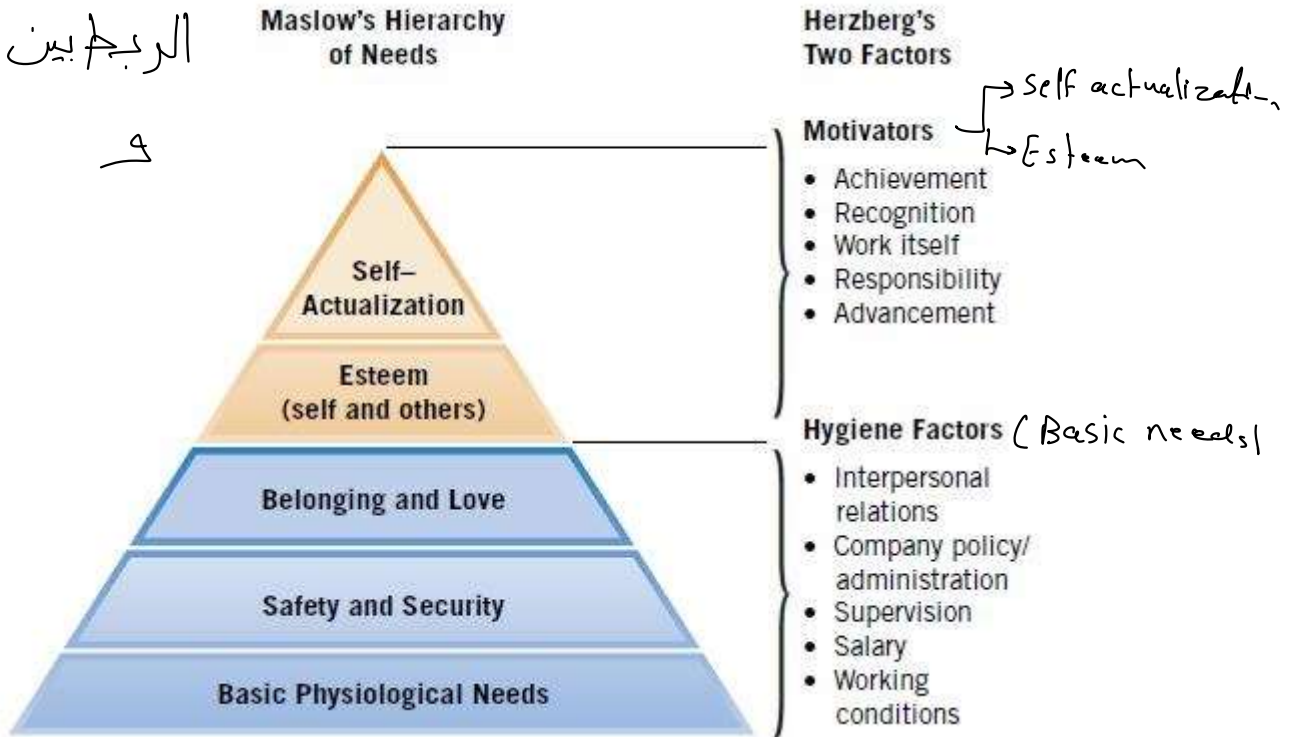 الربط بين
و
Maslow's Hierarchy
of Needs
Self–
Actualization
Esteem
(self and others)
Belonging and Love
Safety and Security
Basic Physiological Needs
Herzberg's
Two Factors
Motivators
→ Self actualization
→ Esteem
• Achievement
• Recognition
• Work itself
• Responsibility
• Advancement
Hygiene Factors (Basic needs)
• Interpersonal
relations
• Company policy/
administration
• Supervision
• Salary
• Working
conditions